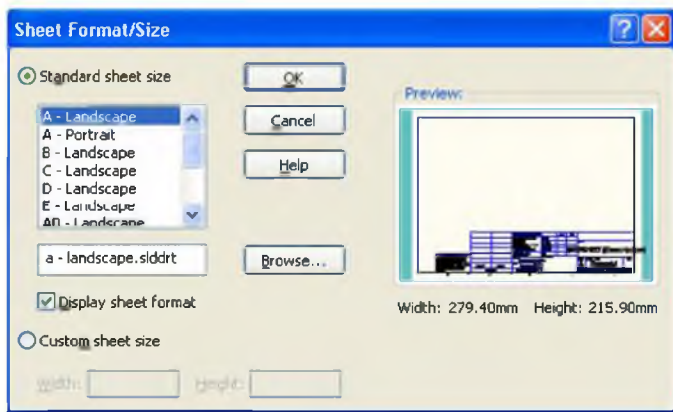 Sheet Format/Size
Standard sheet size
OK
A - Landscape
A - Portrait
B - Landscape
C - Landscape
D - Landscape
E - Landscape
A0 - Landscape
Cancel
Help
a - landscape.slddrt
Browse...
Display sheet format
Custom sheet size
Width:
Height:
Preview:
Width: 279.40mm Height: 215.90mm